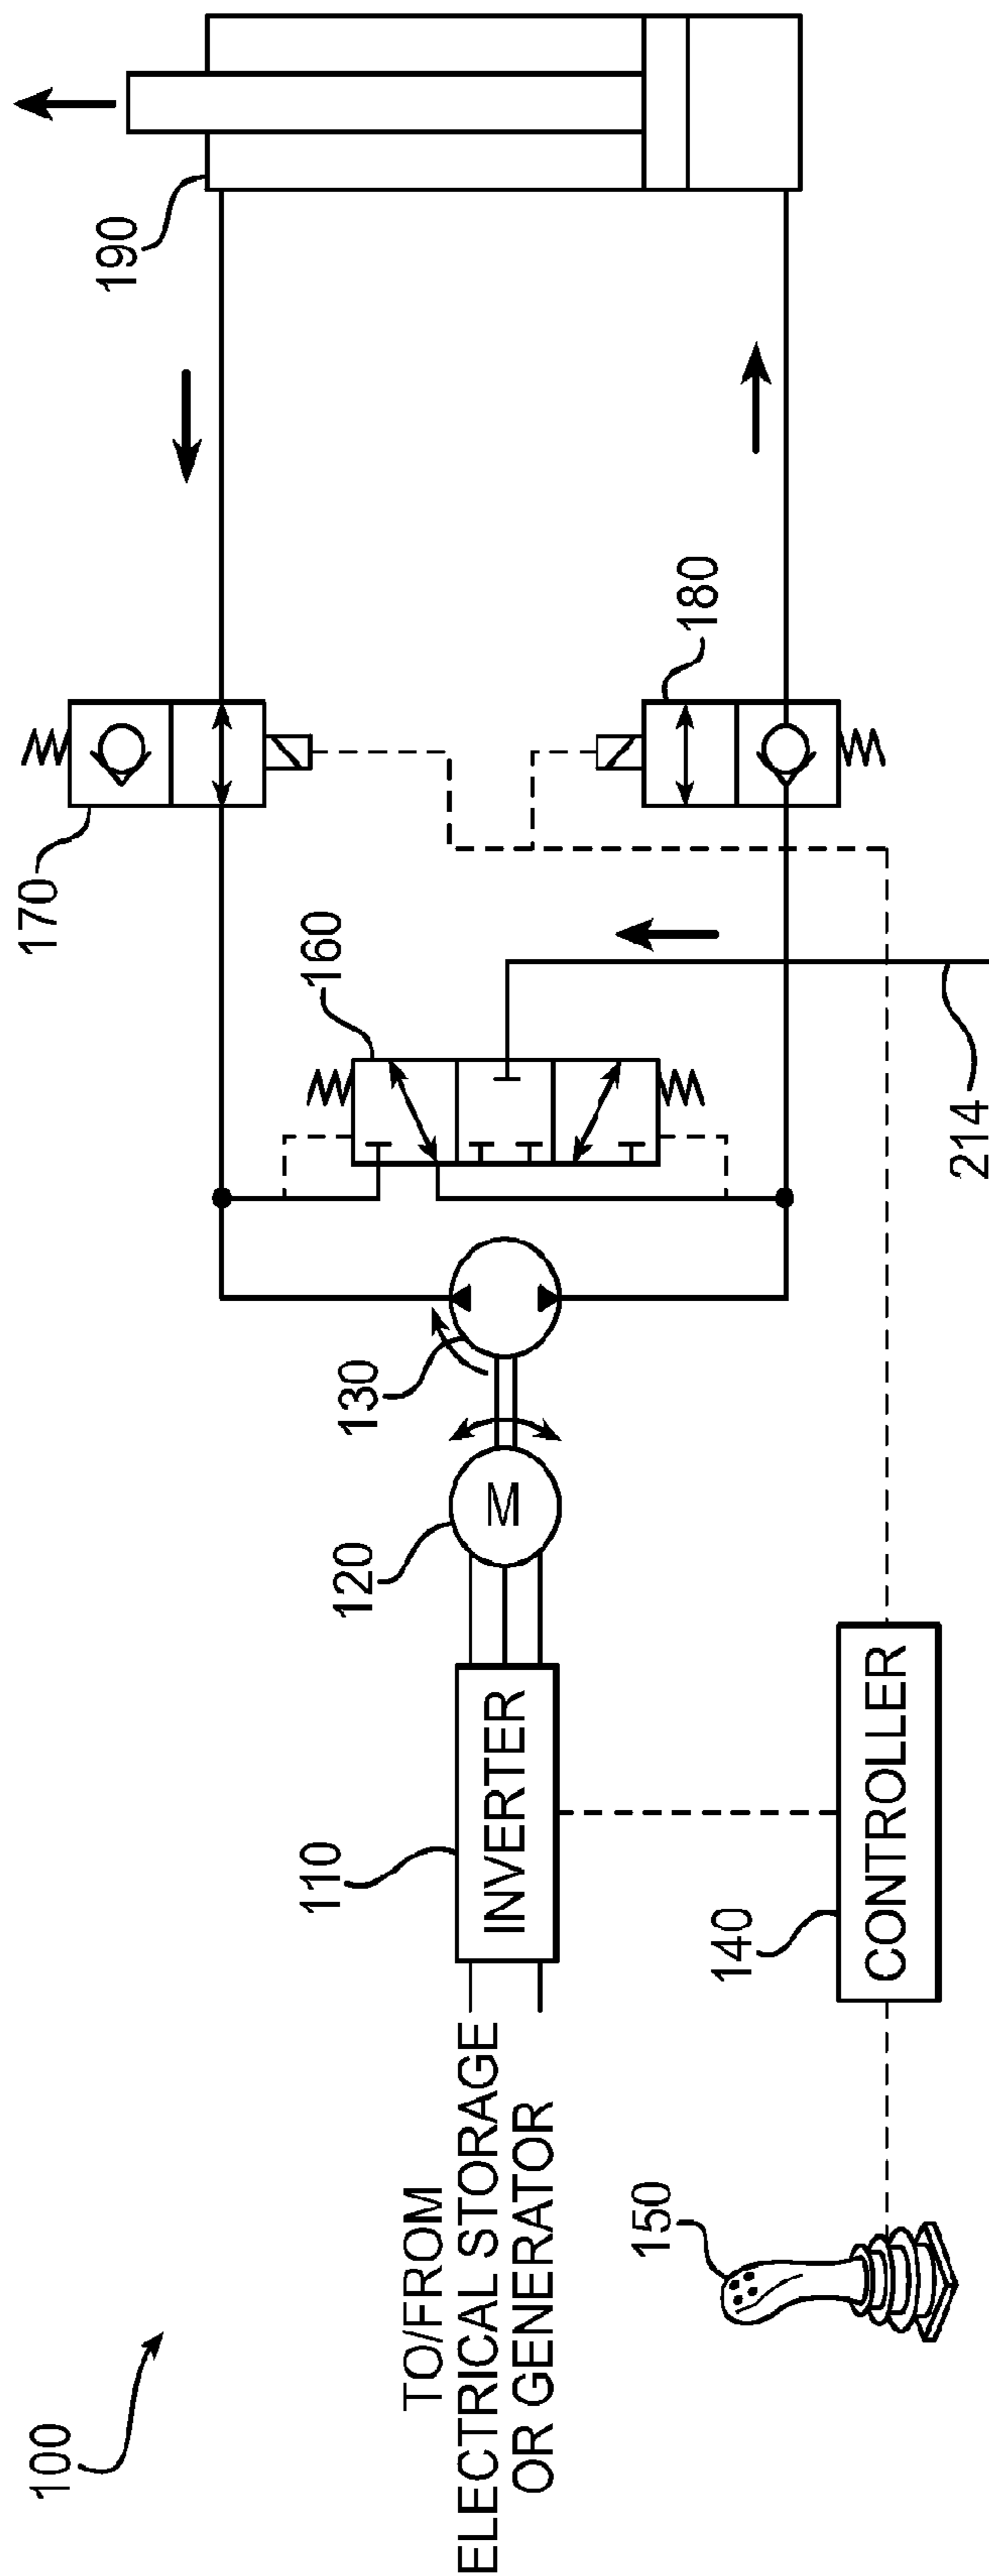 100
TO/FROM
ELECTRICAL STORAGE
OR GENERATOR
150
110
INVERTER
140
CONTROLLER
120
M
130
160
214
170
180
190